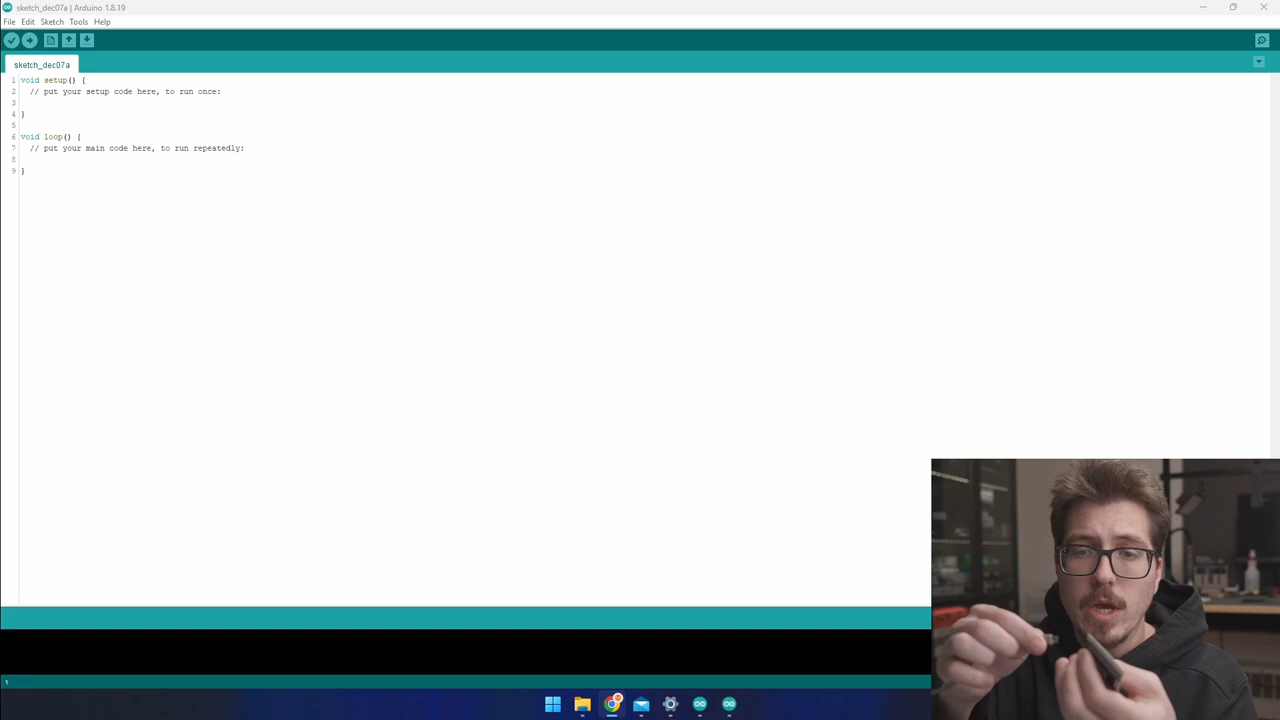 sketch_dec07a | Arduino 1.8.19
File Edit Sketch Tools Help
sketch_dec07a
1 void setup() {
2 // put your setup code here, to run once:
3
4 }
5
6 void loop() {
7 // put your main code here, to run repeatedly:
8
9 }
1